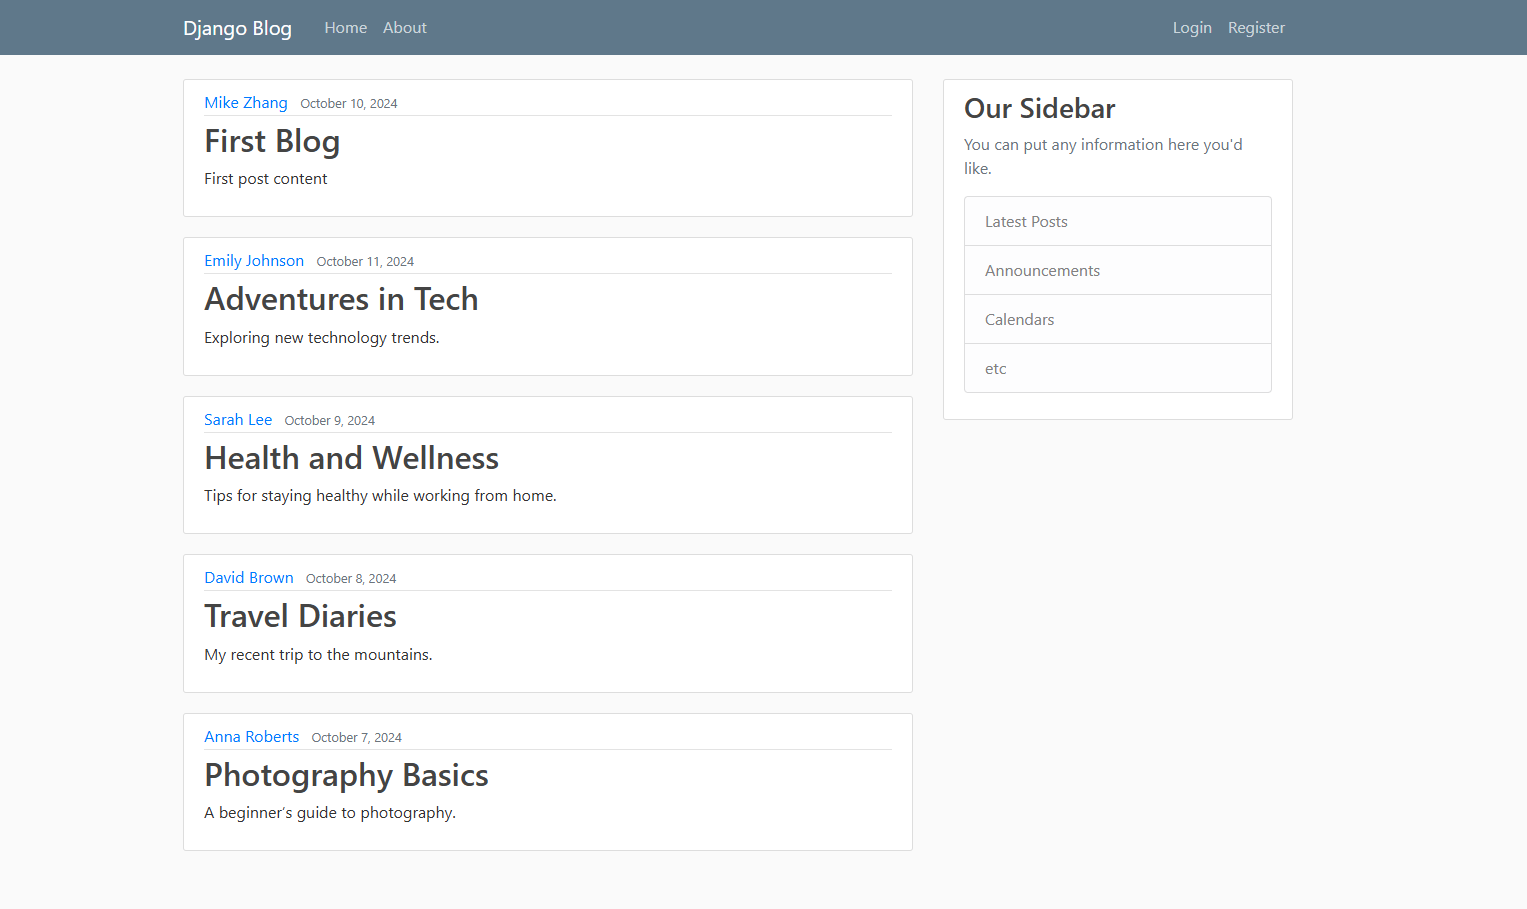 Django Blog Home About Login Register
Mike Zhang October 10, 2024
First Blog
First post content
Emily Johnson October 11, 2024
Adventures in Tech
Exploring new technology trends.
Sarah Lee October 9, 2024
Health and Wellness
Tips for staying healthy while working from home.
David Brown October 8, 2024
Travel Diaries
My recent trip to the mountains.
Anna Roberts October 7, 2024
Photography Basics
A beginner’s guide to photography.
Our Sidebar
You can put any information here you'd
like.
Latest Posts
Announcements
Calendars
etc